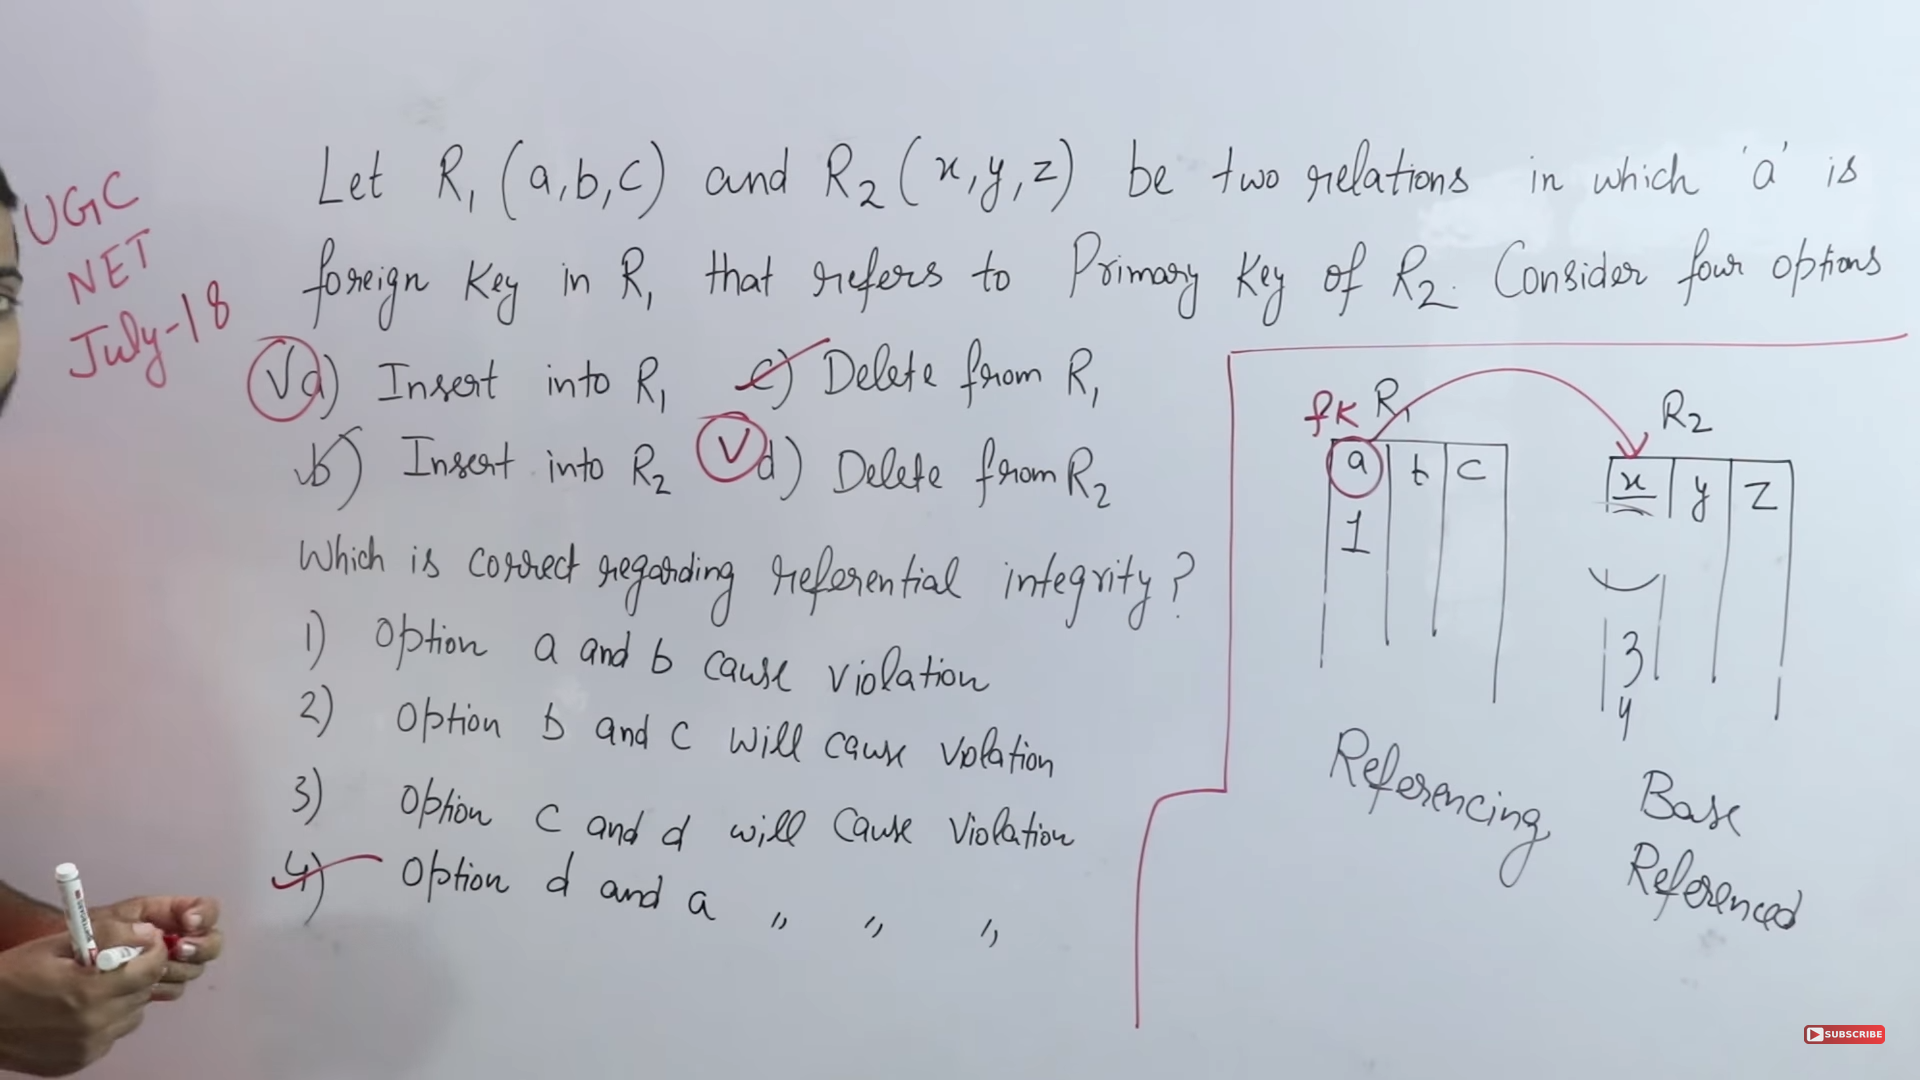 UGC
NET
July-18
Let R1 (a,b,c) and R2 (x,y,z) be two relations in which 'a' is
foreign Key in R1 that refers to Primary Key of R2. Consider four options
Va) Insert into R1 c) Delete from R1
b) Insert into R2 V d) Delete from R2
Which is correct regarding referential integrity?
1) Option a and b cause violation
2) Option b and c will cause volation
3) Option c and d will cause Violation
4) Option d and a " " "
fK R1
a b c
1
R2
x y z
3
4
Referencing
Base
Referenced
SUBSCRIBE